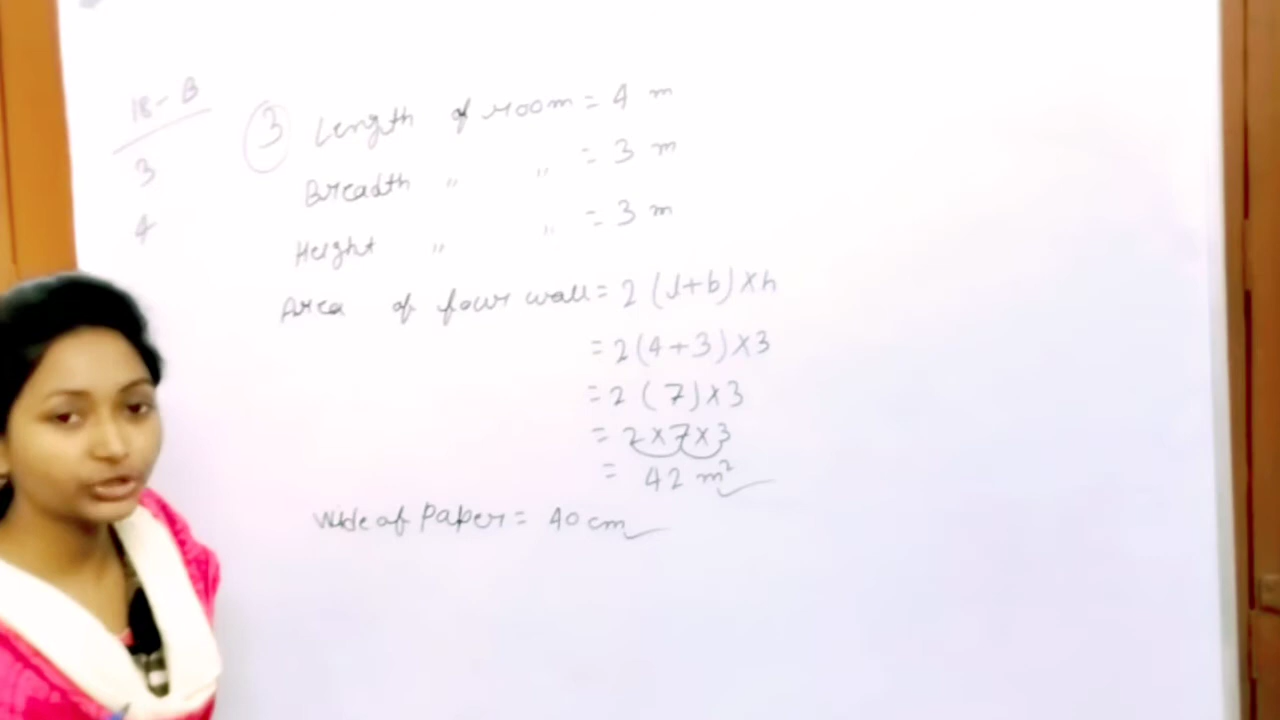 18-B
3
4
③ Length of room = 4 m
Breadth " " = 3 m
Height " " = 3 m
Area of four wall = 2 (l+b) × h
= 2 (4+3) × 3
= 2 (7) × 3
= 2×7×3
= 42 m²
Wide of Paper = 40 cm